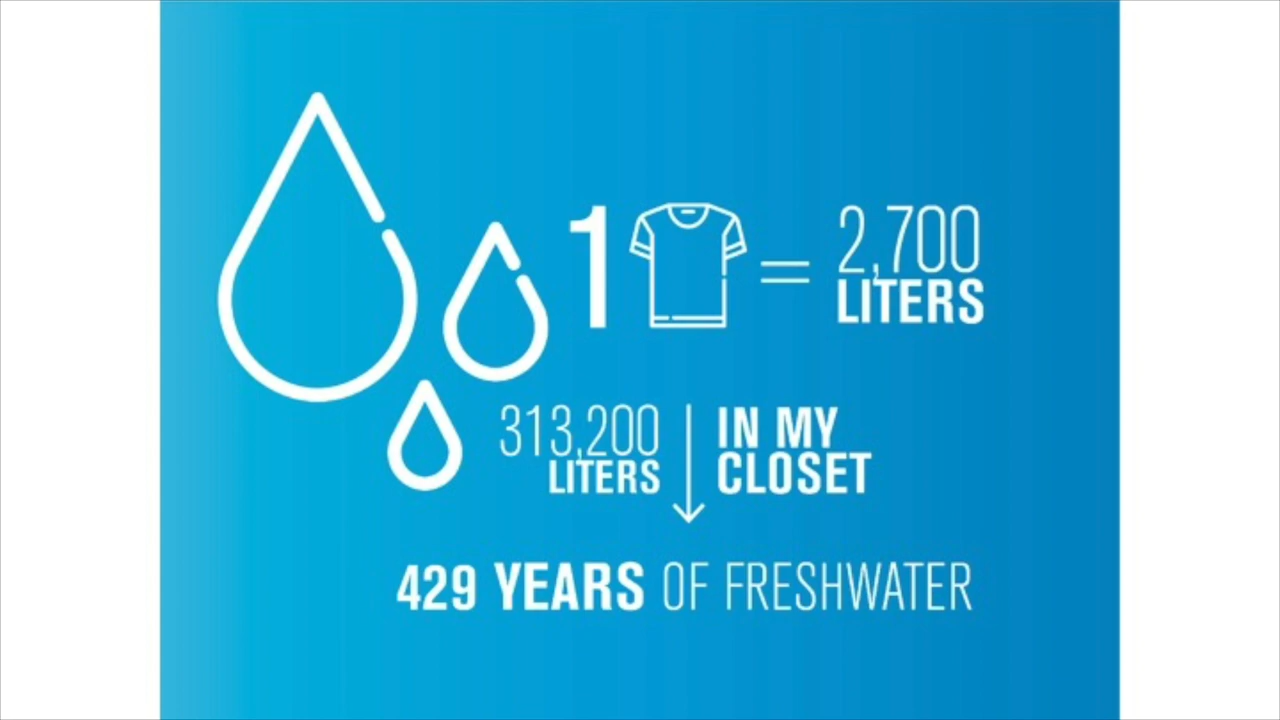 1 = 2,700
LITERS
313,200
LITERS
IN MY
CLOSET
429 YEARS OF FRESHWATER